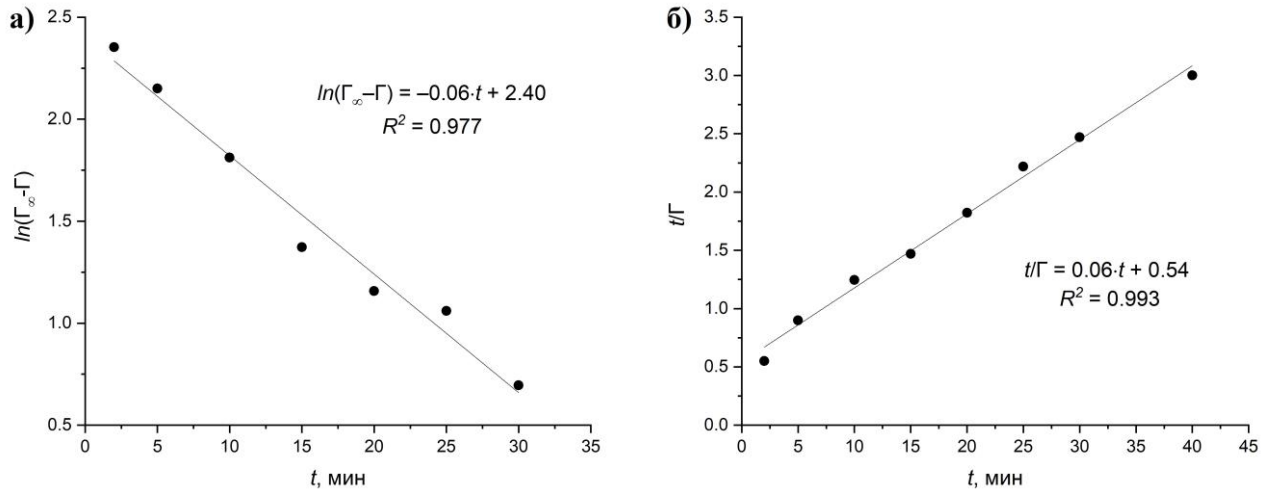 а)
2.5
2.0
1.5
1.0
0.5
ln(Γ∞-Γ)
ln(Γ∞–Γ) = –0.06·t + 2.40
R² = 0.977
0 5 10 15 20 25 30 35
t, мин
б)
3.5
3.0
2.5
2.0
1.5
1.0
0.5
0.0
t/Γ
t/Γ = 0.06·t + 0.54
R² = 0.993
0 5 10 15 20 25 30 35 40 45
t, мин